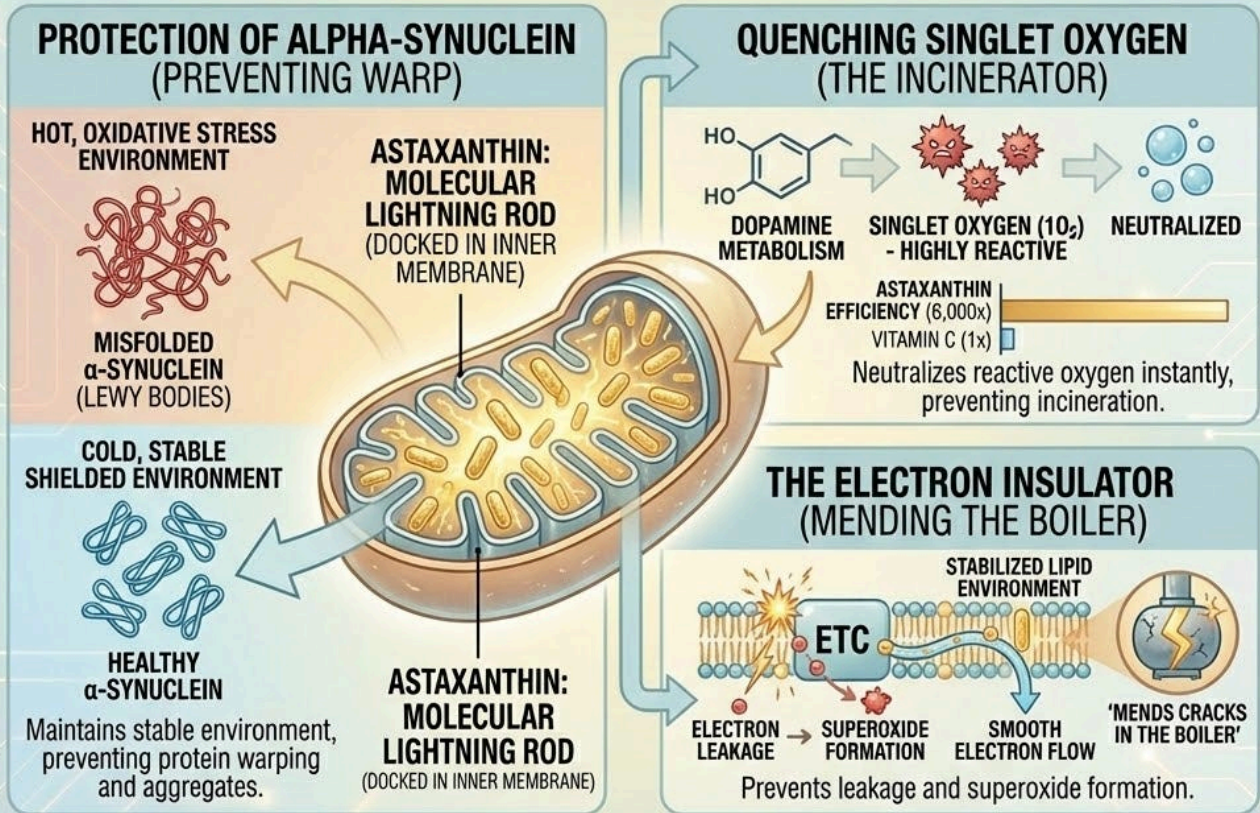 PROTECTION OF ALPHA-SYNUCLEIN
(PREVENTING WARP)
HOT, OXIDATIVE STRESS
ENVIRONMENT
MISFOLDED
α-SYNUCLEIN
(LEWY BODIES)
ASTAXANTHIN:
MOLECULAR
LIGHTNING ROD
(DOCKED IN INNER
MEMBRANE)
COLD, STABLE
SHIELDED ENVIRONMENT
HEALTHY
α-SYNUCLEIN
Maintains stable environment,
preventing protein warping
and aggregates.
ASTAXANTHIN:
MOLECULAR
LIGHTNING ROD
(DOCKED IN INNER MEMBRANE)
QUENCHING SINGLET OXYGEN
(THE INCINERATOR)
HO
HO
DOPAMINE
METABOLISM
SINGLET OXYGEN (10ς)
- HIGHLY REACTIVE
NEUTRALIZED
ASTAXANTHIN
EFFICIENCY (6,000x)
VITAMIN C (1x)
Neutralizes reactive oxygen instantly,
preventing incineration.
THE ELECTRON INSULATOR
(MENDING THE BOILER)
STABILIZED LIPID
ENVIRONMENT
ETC
ELECTRON
LEAKAGE
SUPEROXIDE
FORMATION
SMOOTH
ELECTRON FLOW
'MENDS CRACKS
IN THE BOILER'
Prevents leakage and superoxide formation.